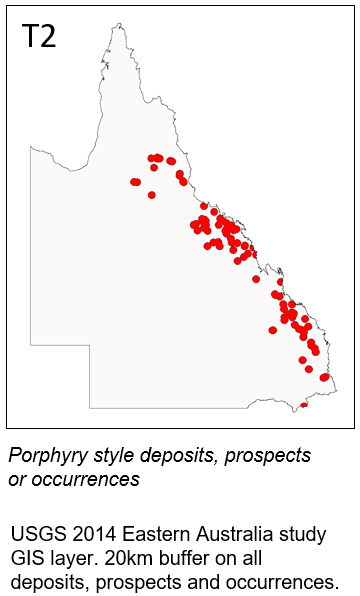 T2
Porphyry style deposits, prospects
or occurrences
USGS 2014 Eastern Australia study
GIS layer. 20km buffer on all
deposits, prospects and occurrences.